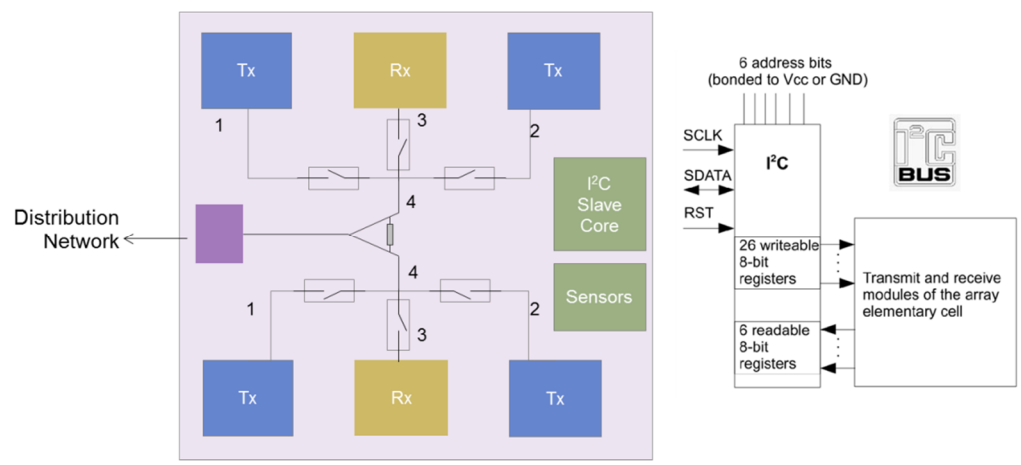 Tx
Rx
Tx
1
3
2
4
Distribution
Network
4
1
2
3
Tx
Rx
Tx
I²C
Slave
Core
Sensors
6 address bits
(bonded to Vcc or GND)
SCLK
SDATA
RST
I²C
26 writeable
8-bit
registers
6 readable
8-bit
registers
Transmit and receive
modules of the array
elementary cell
I²C
BUS